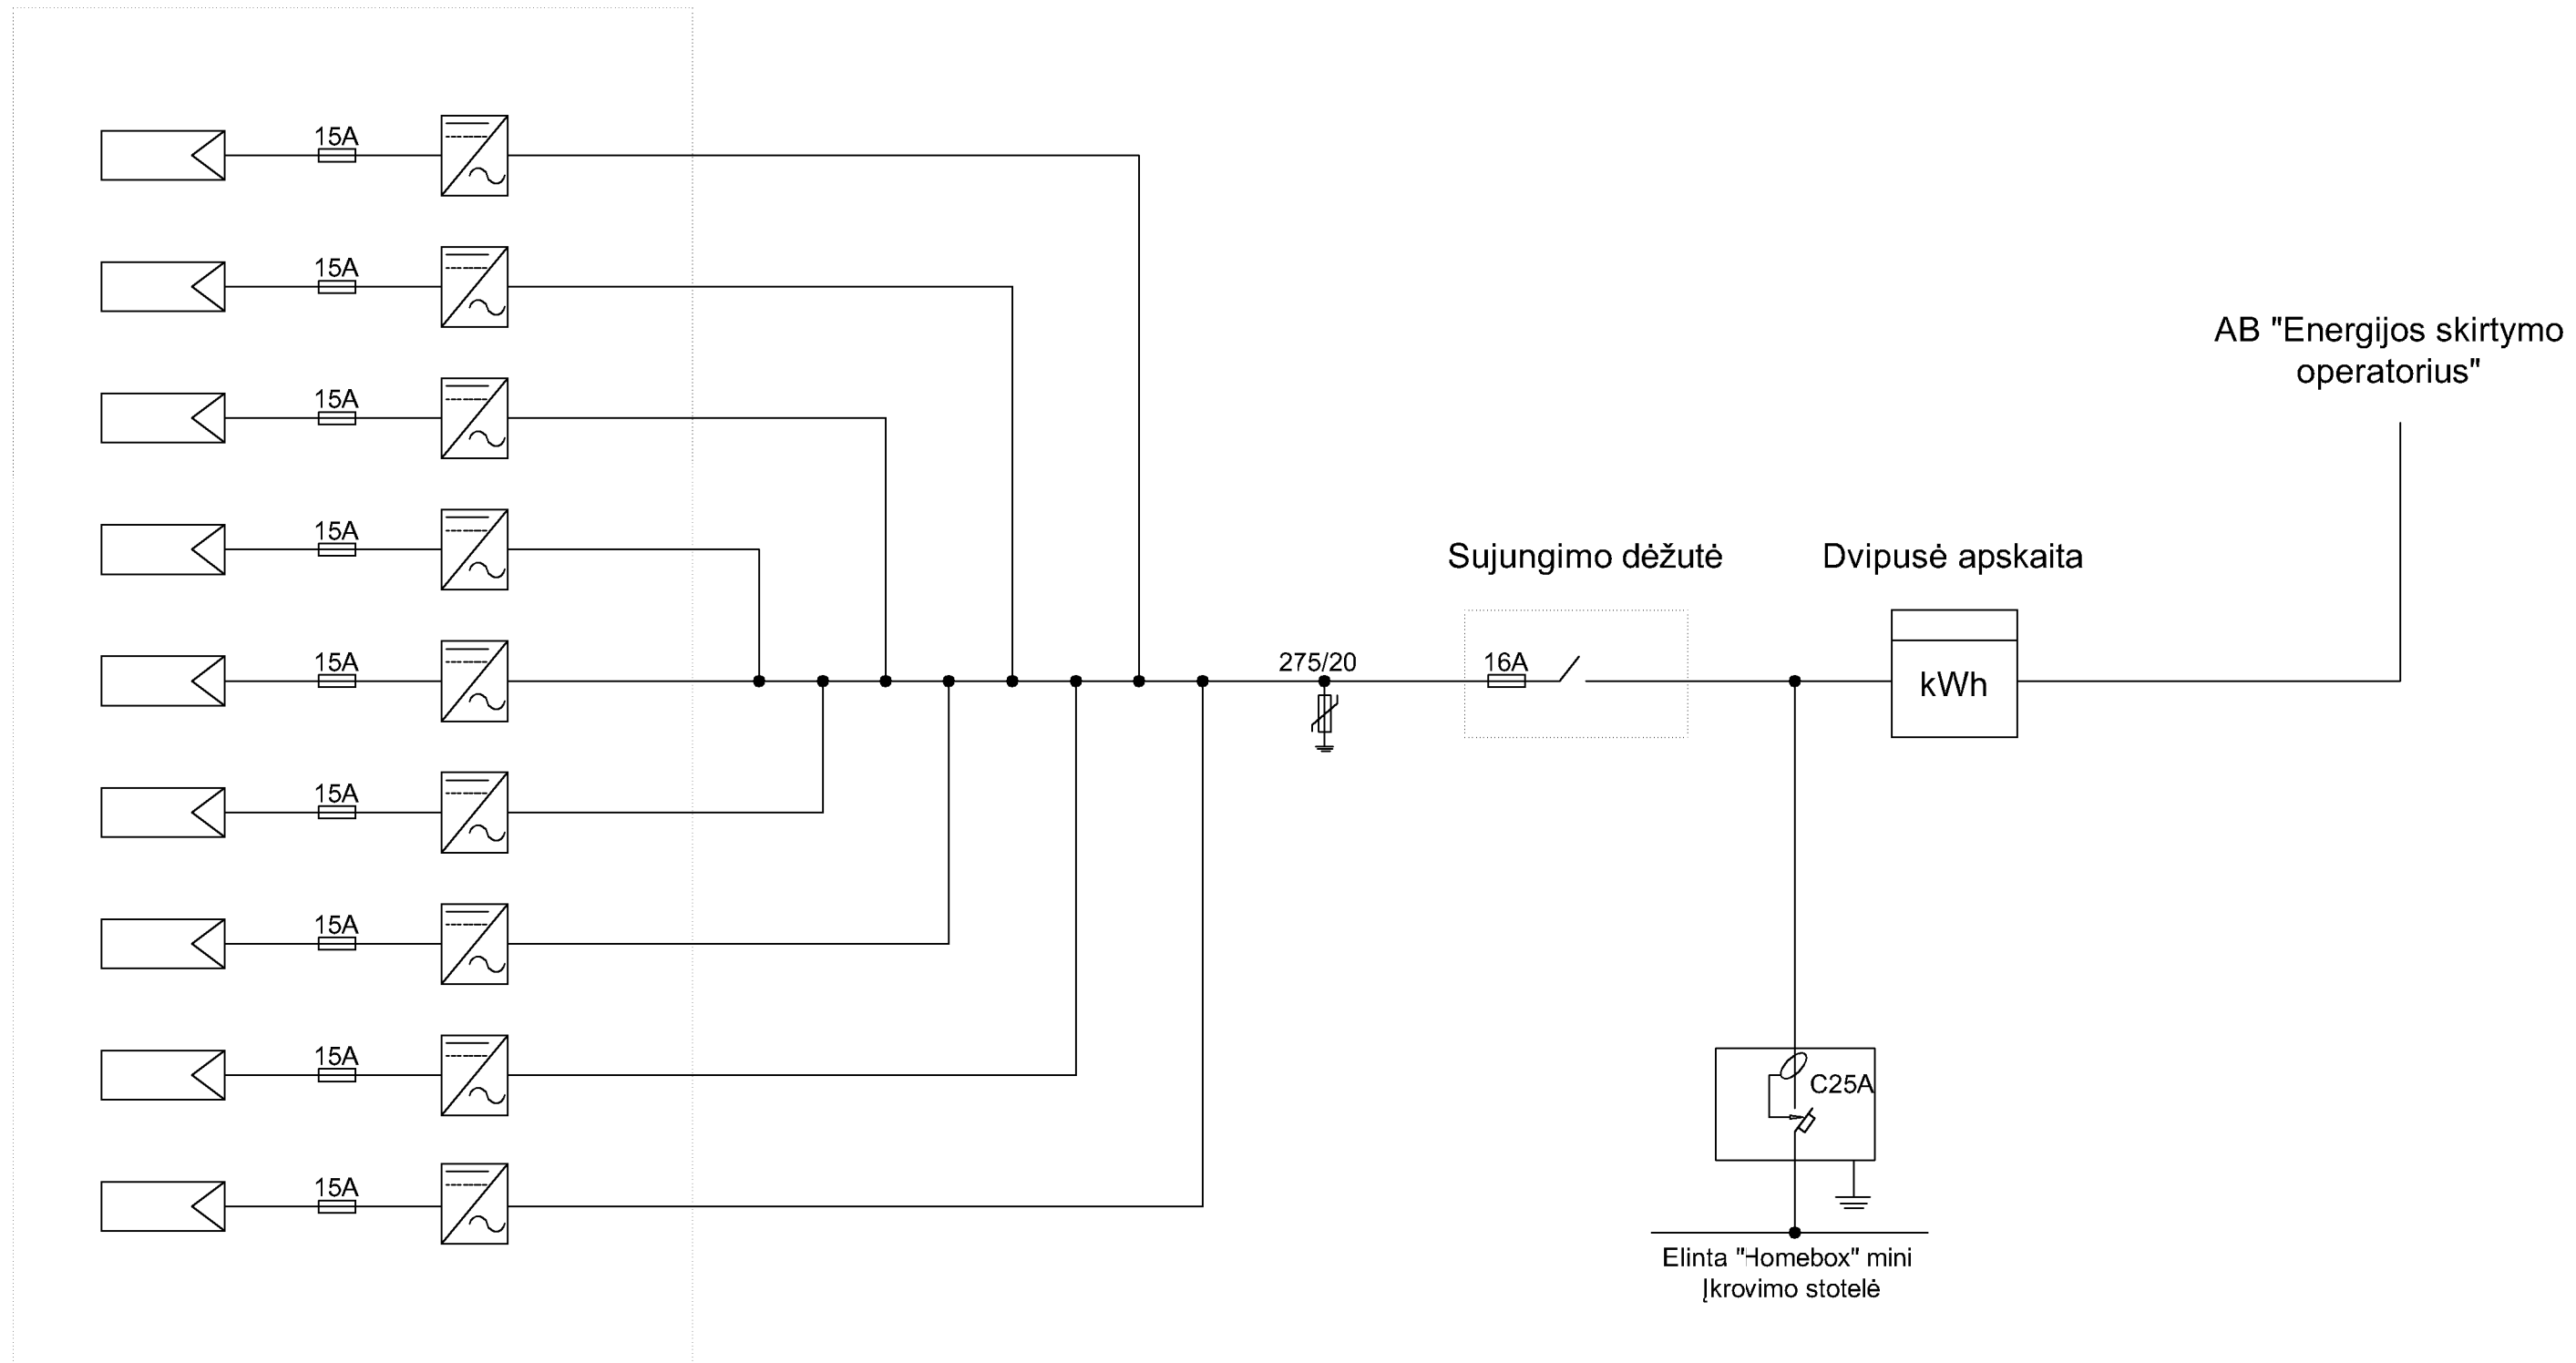 15A
15A
15A
15A
15A
15A
15A
15A
15A
275/20
Sujungimo dėžutė
16A
Dvipusė apskaita
kWh
AB "Energijos skirtymo
operatorius"
C25A
Elinta "Homebox" mini
Įkrovimo stotelė